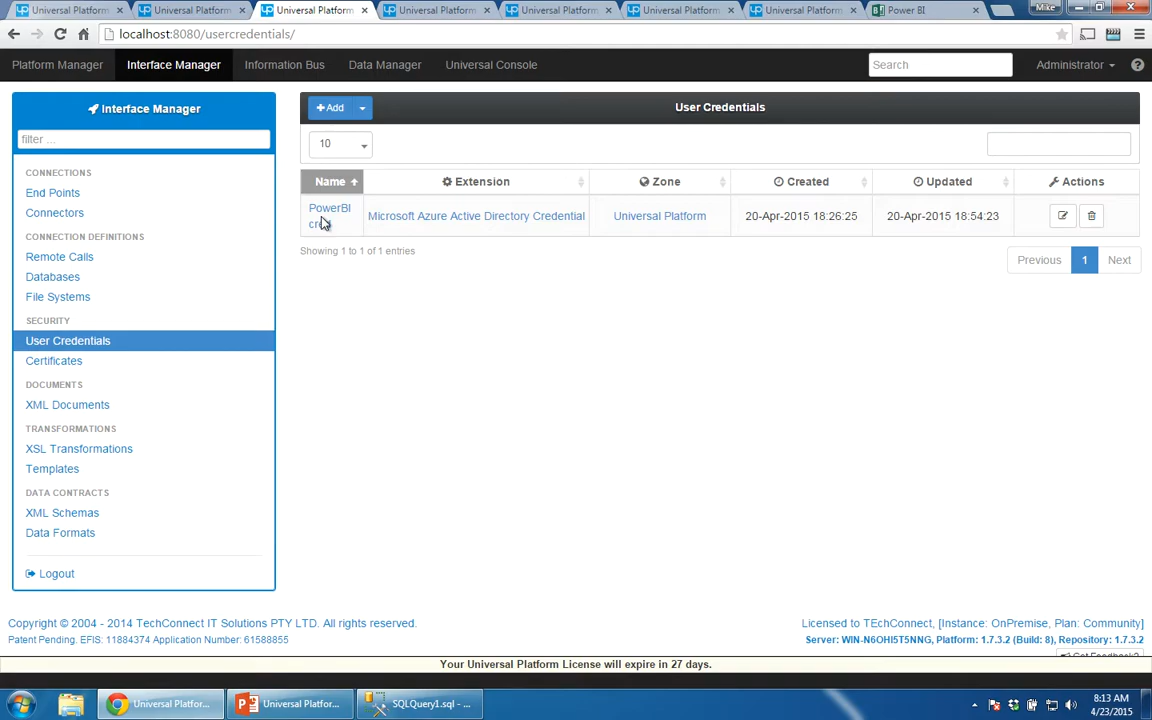 Universal Platform
Universal Platform
Universal Platform
Universal Platform
Universal Platform
Universal Platform
Universal Platform
Power BI
Mike
localhost:8080/usercredentials/
Platform Manager
Interface Manager
Information Bus
Data Manager
Universal Console
Search
Administrator
Interface Manager
filter ...
CONNECTIONS
End Points
Connectors
CONNECTION DEFINITIONS
Remote Calls
Databases
File Systems
SECURITY
User Credentials
Certificates
DOCUMENTS
XML Documents
TRANSFORMATIONS
XSL Transformations
Templates
DATA CONTRACTS
XML Schemas
Data Formats
Logout
Add
User Credentials
10
Name
Extension
Zone
Created
Updated
Actions
PowerBI
cred
Microsoft Azure Active Directory Credential
Universal Platform
20-Apr-2015 18:26:25
20-Apr-2015 18:54:23
Showing 1 to 1 of 1 entries
Previous
1
Next
Copyright © 2004 - 2014 TechConnect IT Solutions PTY LTD. All rights reserved.
Patent Pending, EFIS: 11884374 Application Number: 61588855
Licensed to TEchConnect, [Instance: OnPremise, Plan: Community]
Server: WIN-N6OHI5T5NNG, Platform: 1.7.3.2 (Build: 8), Repository: 1.7.3.2
Got Feedback?
Your Universal Platform License will expire in 27 days.
Universal Platfor...
Universal Platfor...
SQLQuery1.sql - ...
8:13 AM
4/23/2015